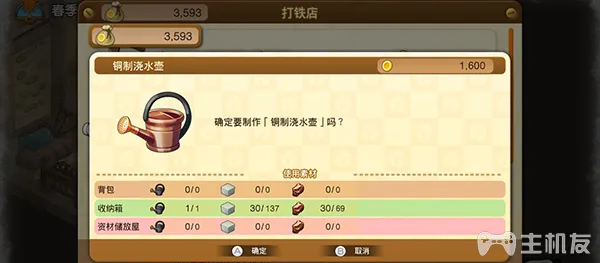 春季
3,593
打铁店
3,593
铜制浇水壶
1,600
确定要制作「铜制浇水壶」吗？
使用素材
背包 0/0 0/0 0/0
收纳箱 1/1 30/137 30/69
资材储放屋 0/0 0/0 0/0
A 确定 B 取消
主机友